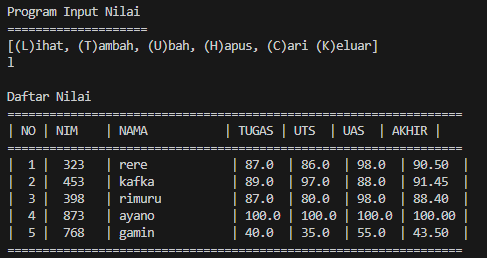 Program Input Nilai
====================
[(L)ihat, (T)ambah, (U)bah, (H)apus, (C)ari (K)eluar]
l
Daftar Nilai
=================================================================
| NO | NIM    | NAMA           | TUGAS | UTS   | UAS   | AKHIR |
=================================================================
|  1 |  323   | rere           | 87.0  | 86.0  | 98.0  | 90.50  |
|  2 |  453   | kafka          | 89.0  | 97.0  | 88.0  | 91.45  |
|  3 |  398   | rimuru         | 87.0  | 80.0  | 98.0  | 88.40  |
|  4 |  873   | ayano          | 100.0 | 100.0 | 100.0 | 100.00 |
|  5 |  768   | gamin          | 40.0  | 35.0  | 55.0  | 43.50  |
=================================================================